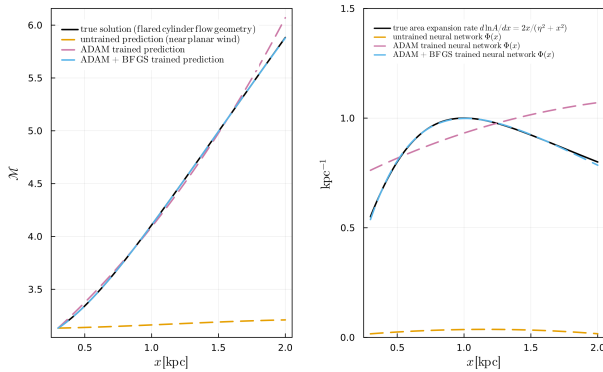 true solution (flared cylinder flow geometry)
untrained prediction (near planar wind)
ADAM trained prediction
ADAM + BFGS trained prediction
6.0
5.5
5.0
4.5
4.0
3.5
ℳ
0.5
1.0
1.5
2.0
x[kpc]
true area expansion rate d ln A/dx = 2x/(η² + x²)
untrained neural network Φ(x)
ADAM trained neural network Φ(x)
ADAM + BFGS trained neural network Φ(x)
1.5
1.0
0.5
0.0
kpc⁻¹
0.5
1.0
1.5
2.0
x[kpc]